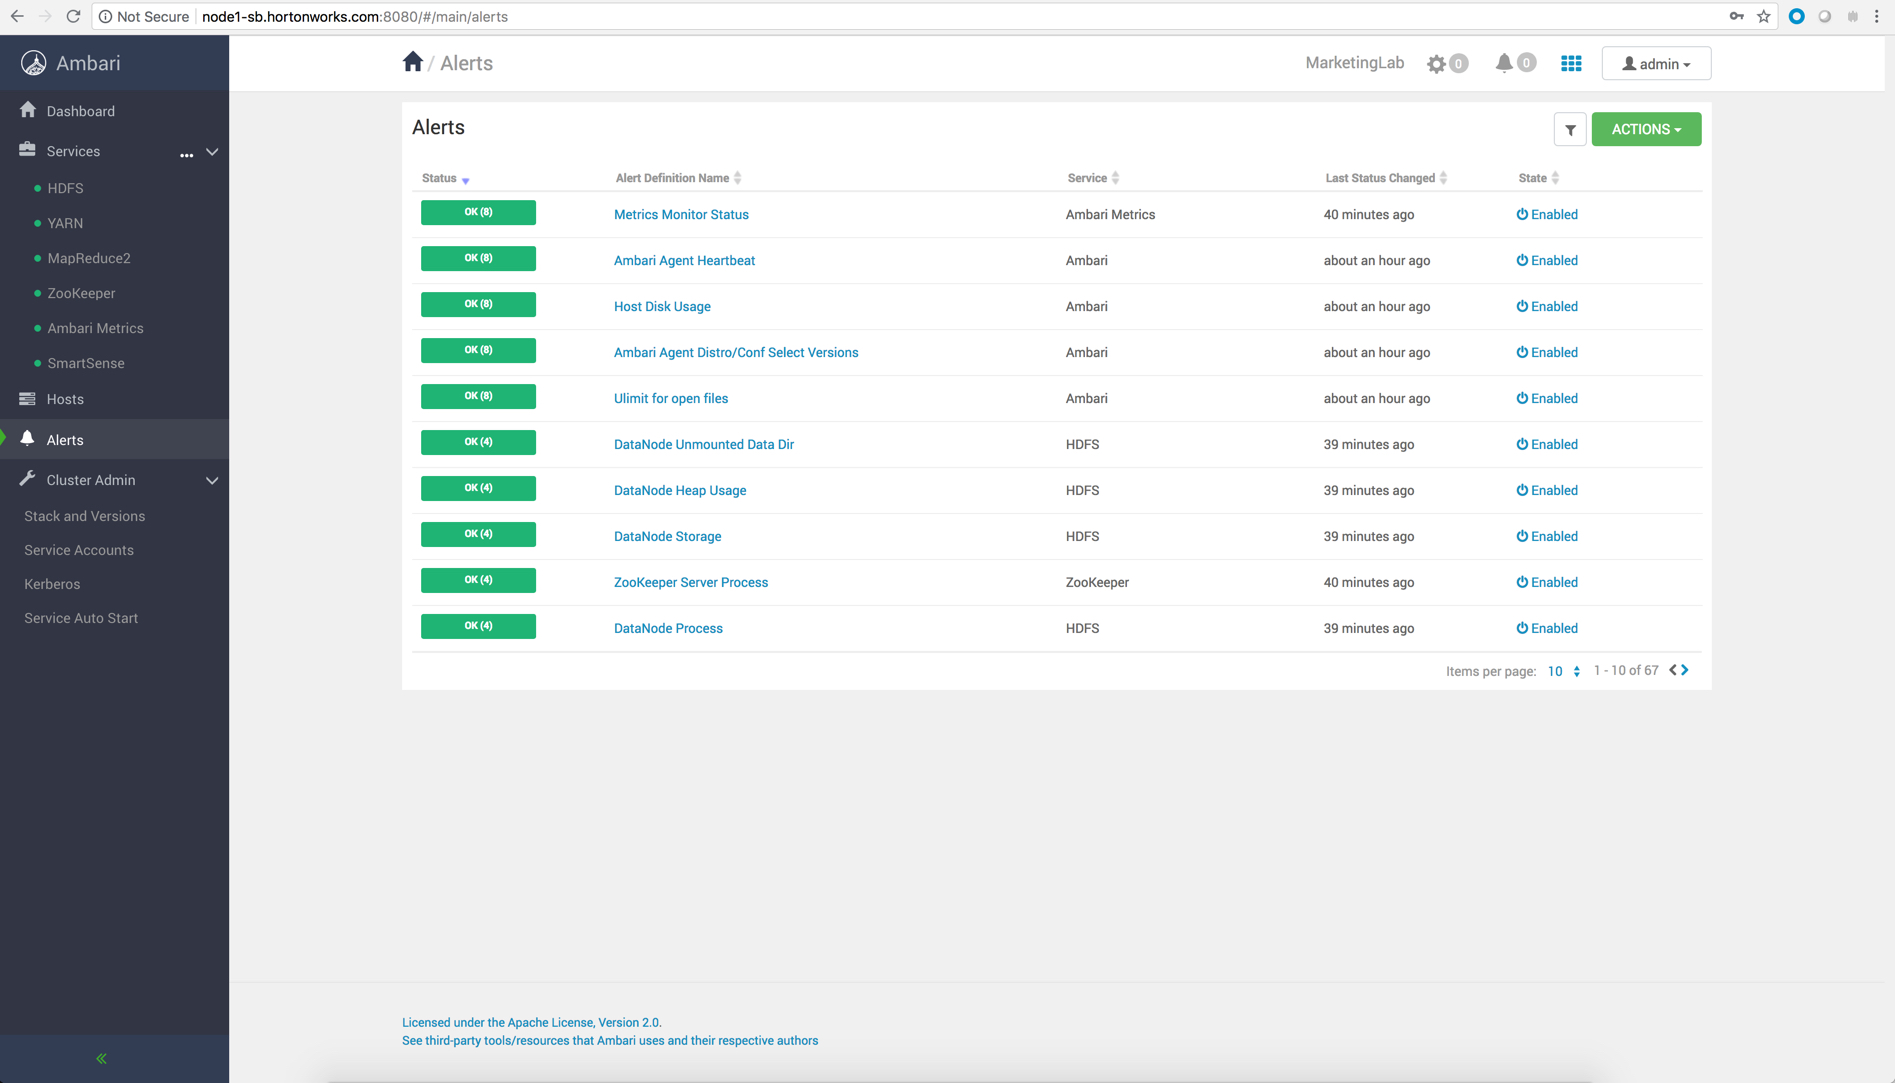 Not Secure node1-sb.hortonworks.com:8080/#/main/alerts
Ambari
/ Alerts
MarketingLab 0 0 admin
Dashboard
Services ...
HDFS
YARN
MapReduce2
ZooKeeper
Ambari Metrics
SmartSense
Hosts
Alerts
Cluster Admin
Stack and Versions
Service Accounts
Kerberos
Service Auto Start
Alerts
ACTIONS
Status Alert Definition Name Service Last Status Changed State
OK (8) Metrics Monitor Status Ambari Metrics 40 minutes ago Enabled
OK (8) Ambari Agent Heartbeat Ambari about an hour ago Enabled
OK (8) Host Disk Usage Ambari about an hour ago Enabled
OK (8) Ambari Agent Distro/Conf Select Versions Ambari about an hour ago Enabled
OK (8) Ulimit for open files Ambari about an hour ago Enabled
OK (4) DataNode Unmounted Data Dir HDFS 39 minutes ago Enabled
OK (4) DataNode Heap Usage HDFS 39 minutes ago Enabled
OK (4) DataNode Storage HDFS 39 minutes ago Enabled
OK (4) ZooKeeper Server Process ZooKeeper 40 minutes ago Enabled
OK (4) DataNode Process HDFS 39 minutes ago Enabled
Items per page: 10 1 - 10 of 67
Licensed under the Apache License, Version 2.0.
See third-party tools/resources that Ambari uses and their respective authors